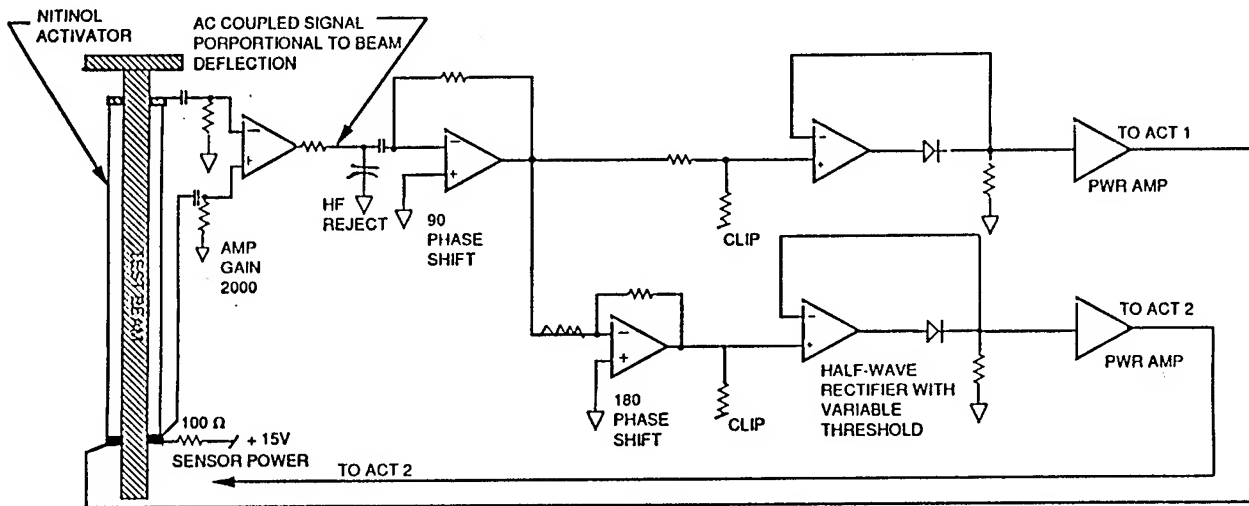 NITINOL
ACTIVATOR
AC COUPLED SIGNAL
PORPORTIONAL TO BEAM
DEFLECTION
TO ACT 1
PWR AMP
HF
REJECT
90
PHASE
SHIFT
CLIP
AMP
GAIN
2000
TEST BEAM
TO ACT 2
PWR AMP
HALF-WAVE
RECTIFIER WITH
VARIABLE
THRESHOLD
180
PHASE
SHIFT
CLIP
100 Ω
+ 15V
SENSOR POWER
TO ACT 2